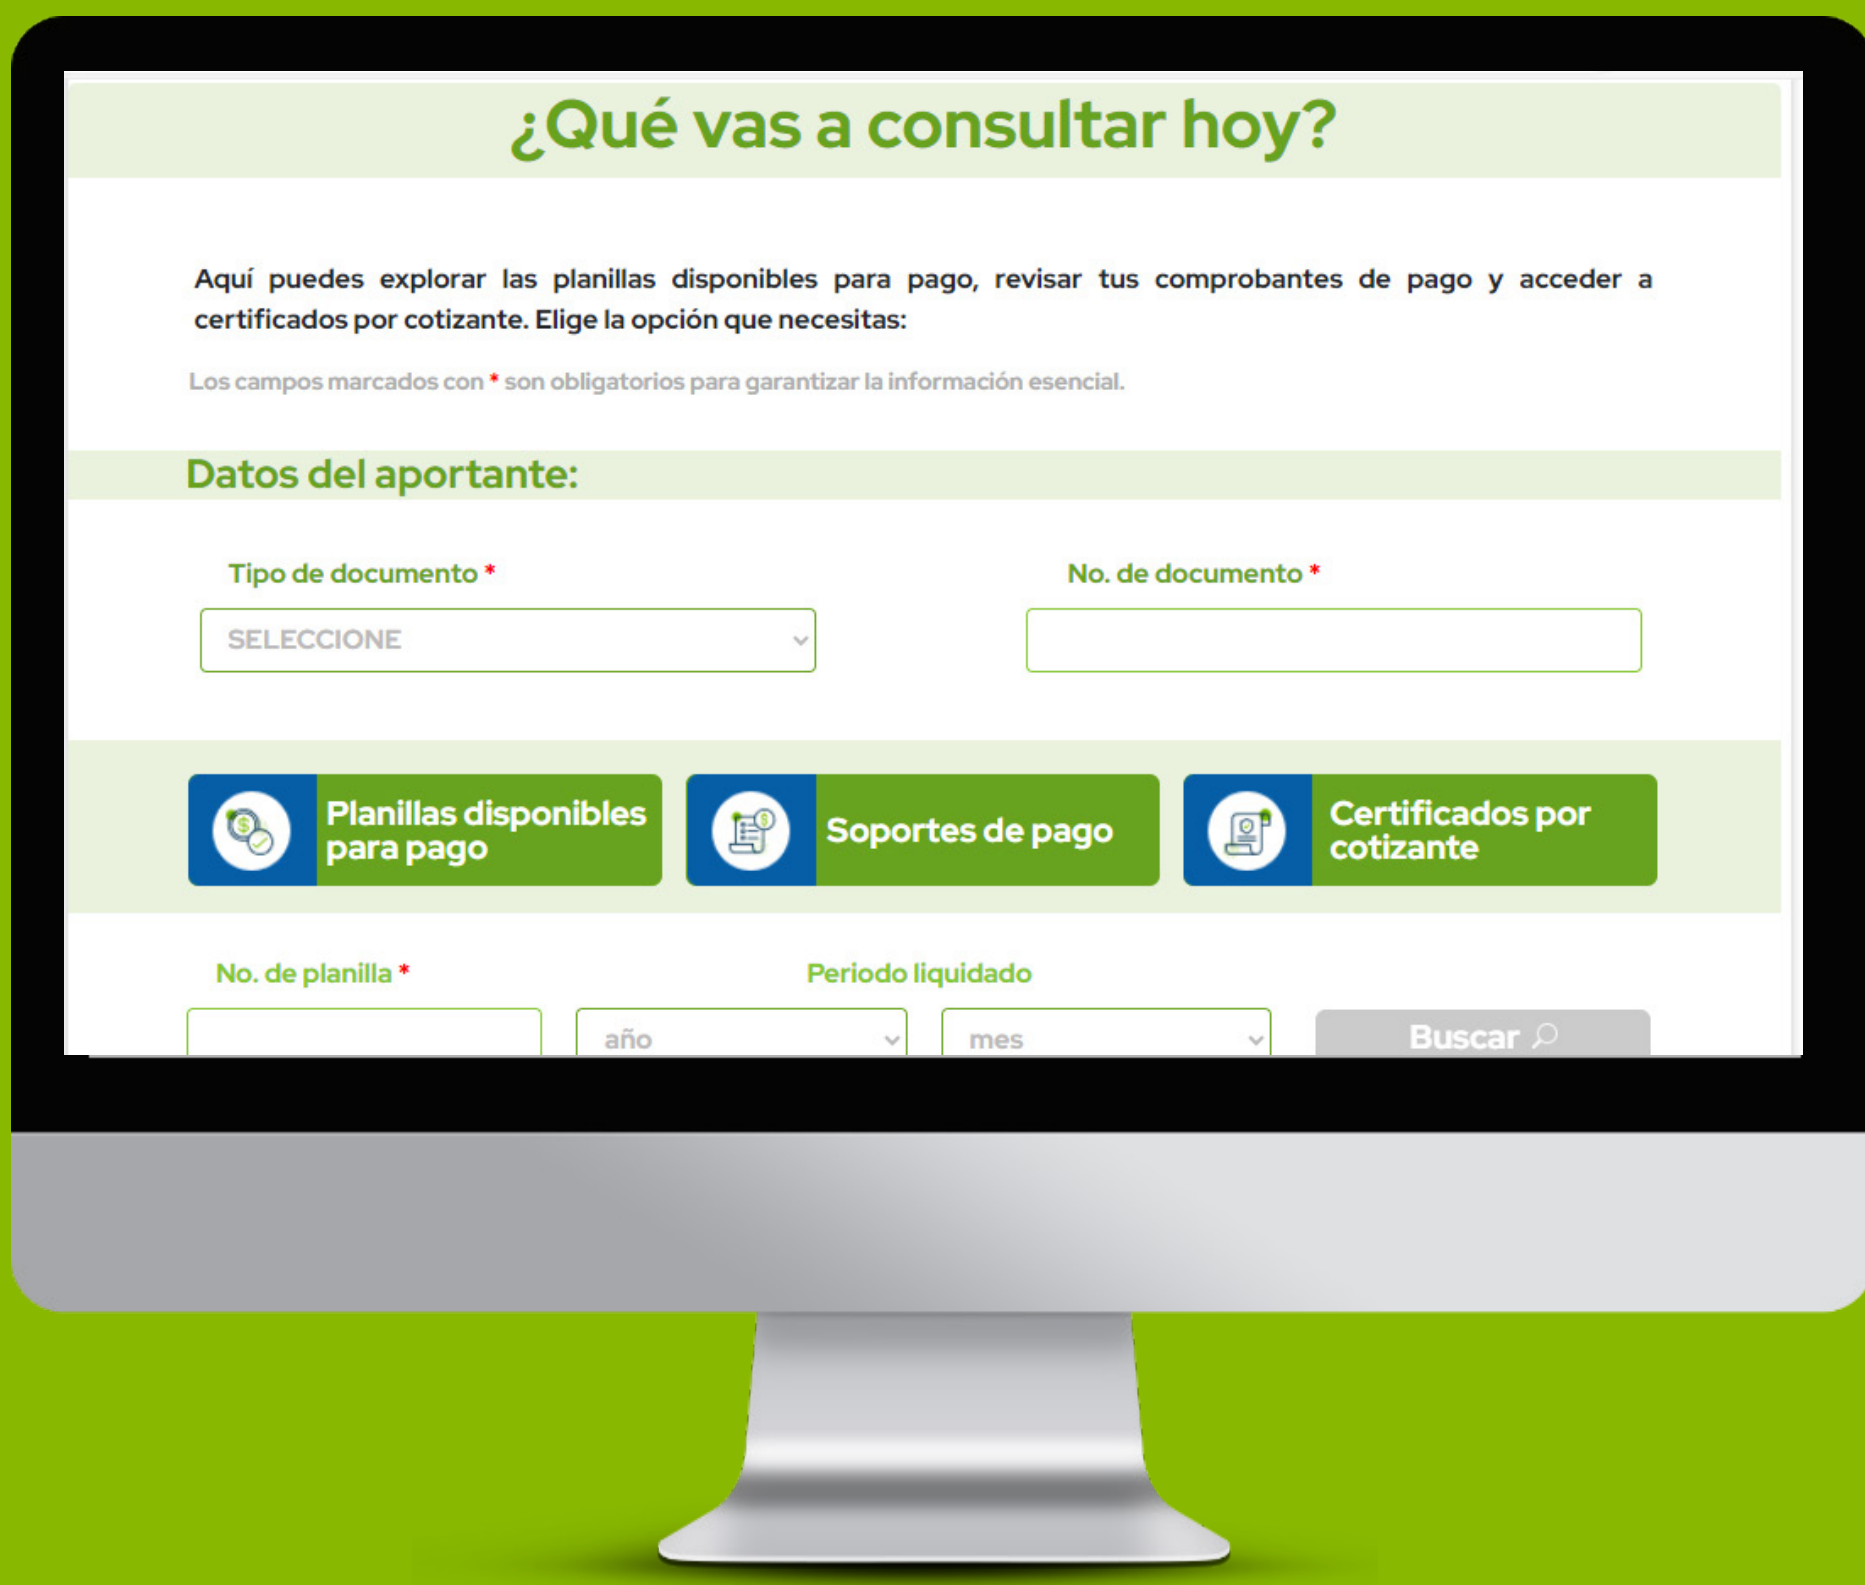 ¿Qué vas a consultar hoy?
Aquí puedes explorar las planillas disponibles para pago, revisar tus comprobantes de pago y acceder a
certificados por cotizante. Elige la opción que necesitas:
Los campos marcados con * son obligatorios para garantizar la información esencial.
Datos del aportante:
Tipo de documento *
No. de documento *
SELECCIONE
Planillas disponibles
para pago
Soportes de pago
Certificados por
cotizante
No. de planilla *
Periodo liquidado
año
mes
Buscar